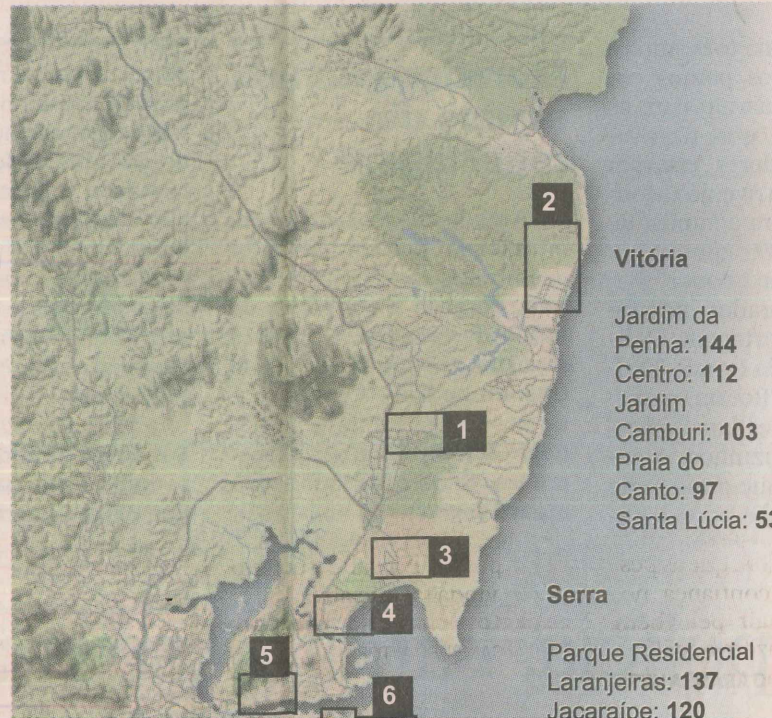 2
Vitória
Jardim da
Penha: 144
Centro: 112
Jardim
Camburi: 103
Praia do
Canto: 97
Santa Lúcia: 53
1
3
4
5
6
Serra
Parque Residencial
Laranjeiras: 137
Jacaraípe: 120